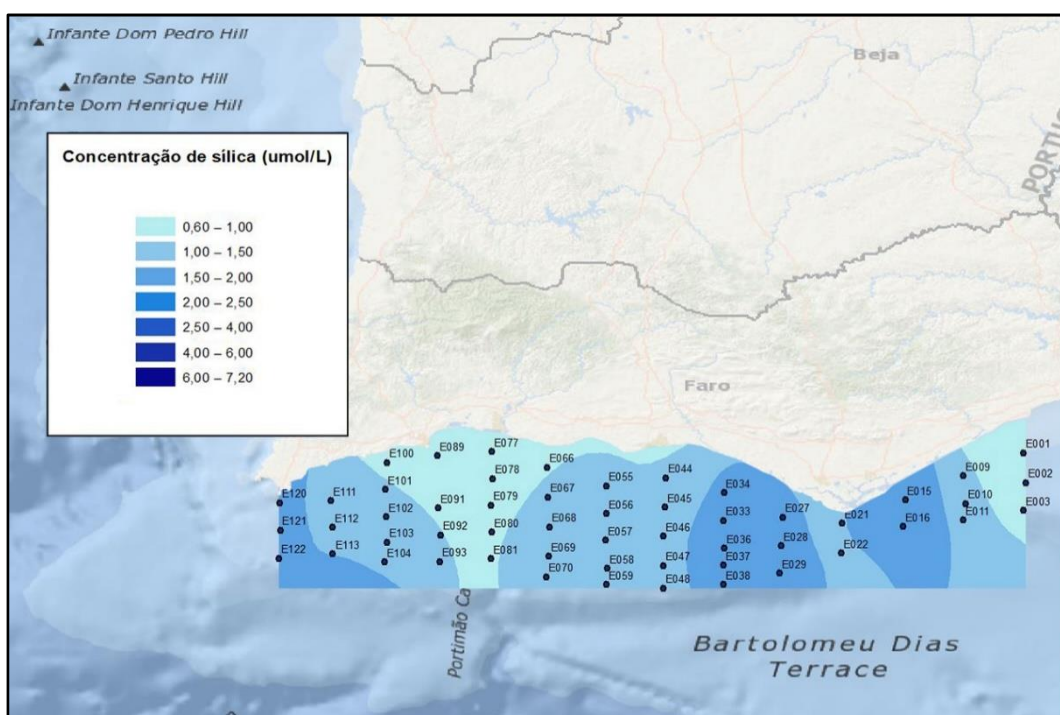 Infante Dom Pedro Hill
Infante Santo Hill
Infante Dom Henrique Hill
Beja
Concentração de sílica (umol/L)
0,60 – 1,00
1,00 – 1,50
1,50 – 2,00
2,00 – 2,50
2,50 – 4,00
4,00 – 6,00
6,00 – 7,20
Faro
E001
E002
E003
E009
E010
E011
E015
E016
E021
E022
E027
E028
E029
E034
E033
E036
E037
E038
E044
E045
E046
E047
E048
E055
E056
E057
E058
E059
E066
E067
E068
E069
E070
E077
E078
E079
E080
E081
E089
E091
E092
E093
E100
E101
E102
E103
E104
E111
E112
E113
E120
E121
E122
Portimão Ca
Bartolomeu Dias
Terrace